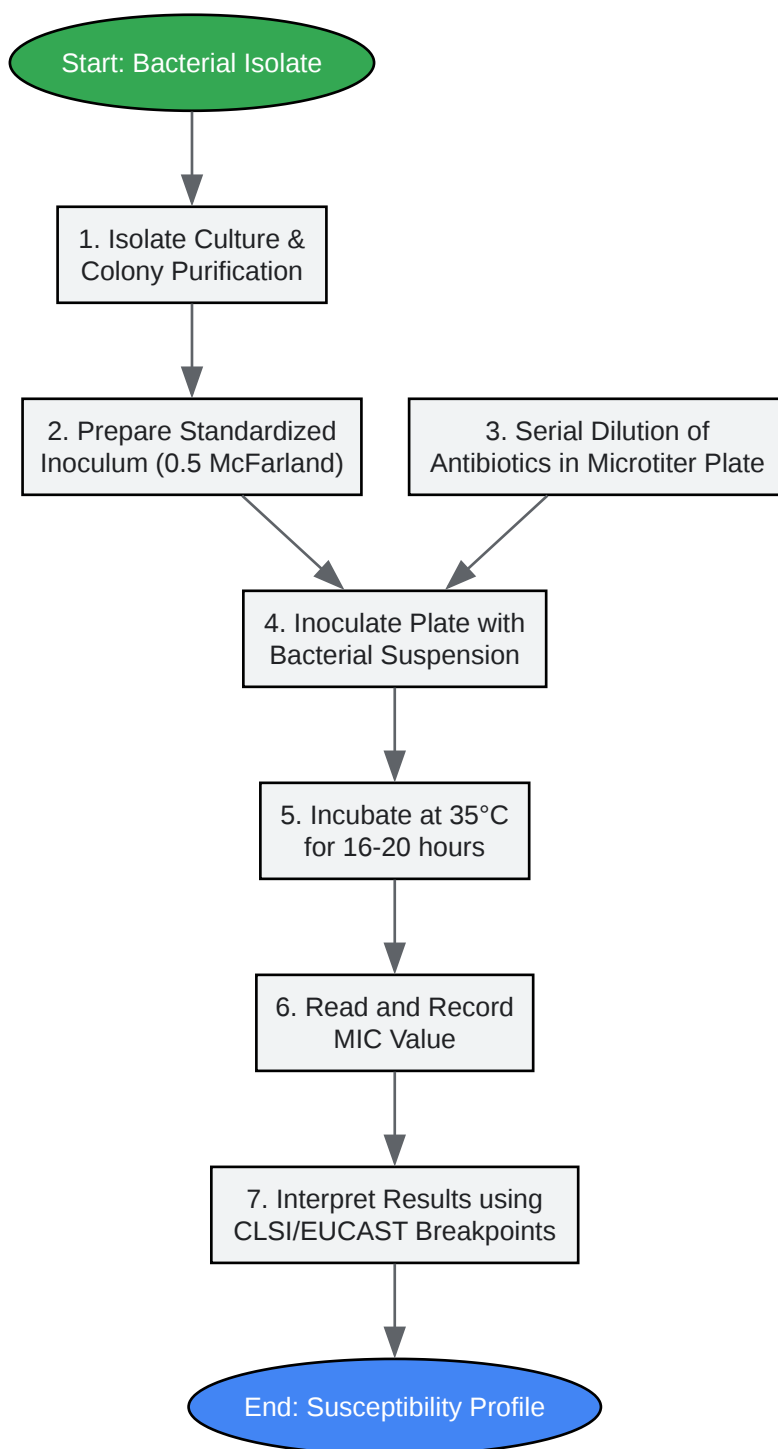 Start: Bacterial Isolate
1. Isolate Culture &
Colony Purification
2. Prepare Standardized
Inoculum (0.5 McFarland)
3. Serial Dilution of
Antibiotics in Microtiter Plate
4. Inoculate Plate with
Bacterial Suspension
5. Incubate at 35°C
for 16-20 hours
6. Read and Record
MIC Value
7. Interpret Results using
CLSI/EUCAST Breakpoints
End: Susceptibility Profile